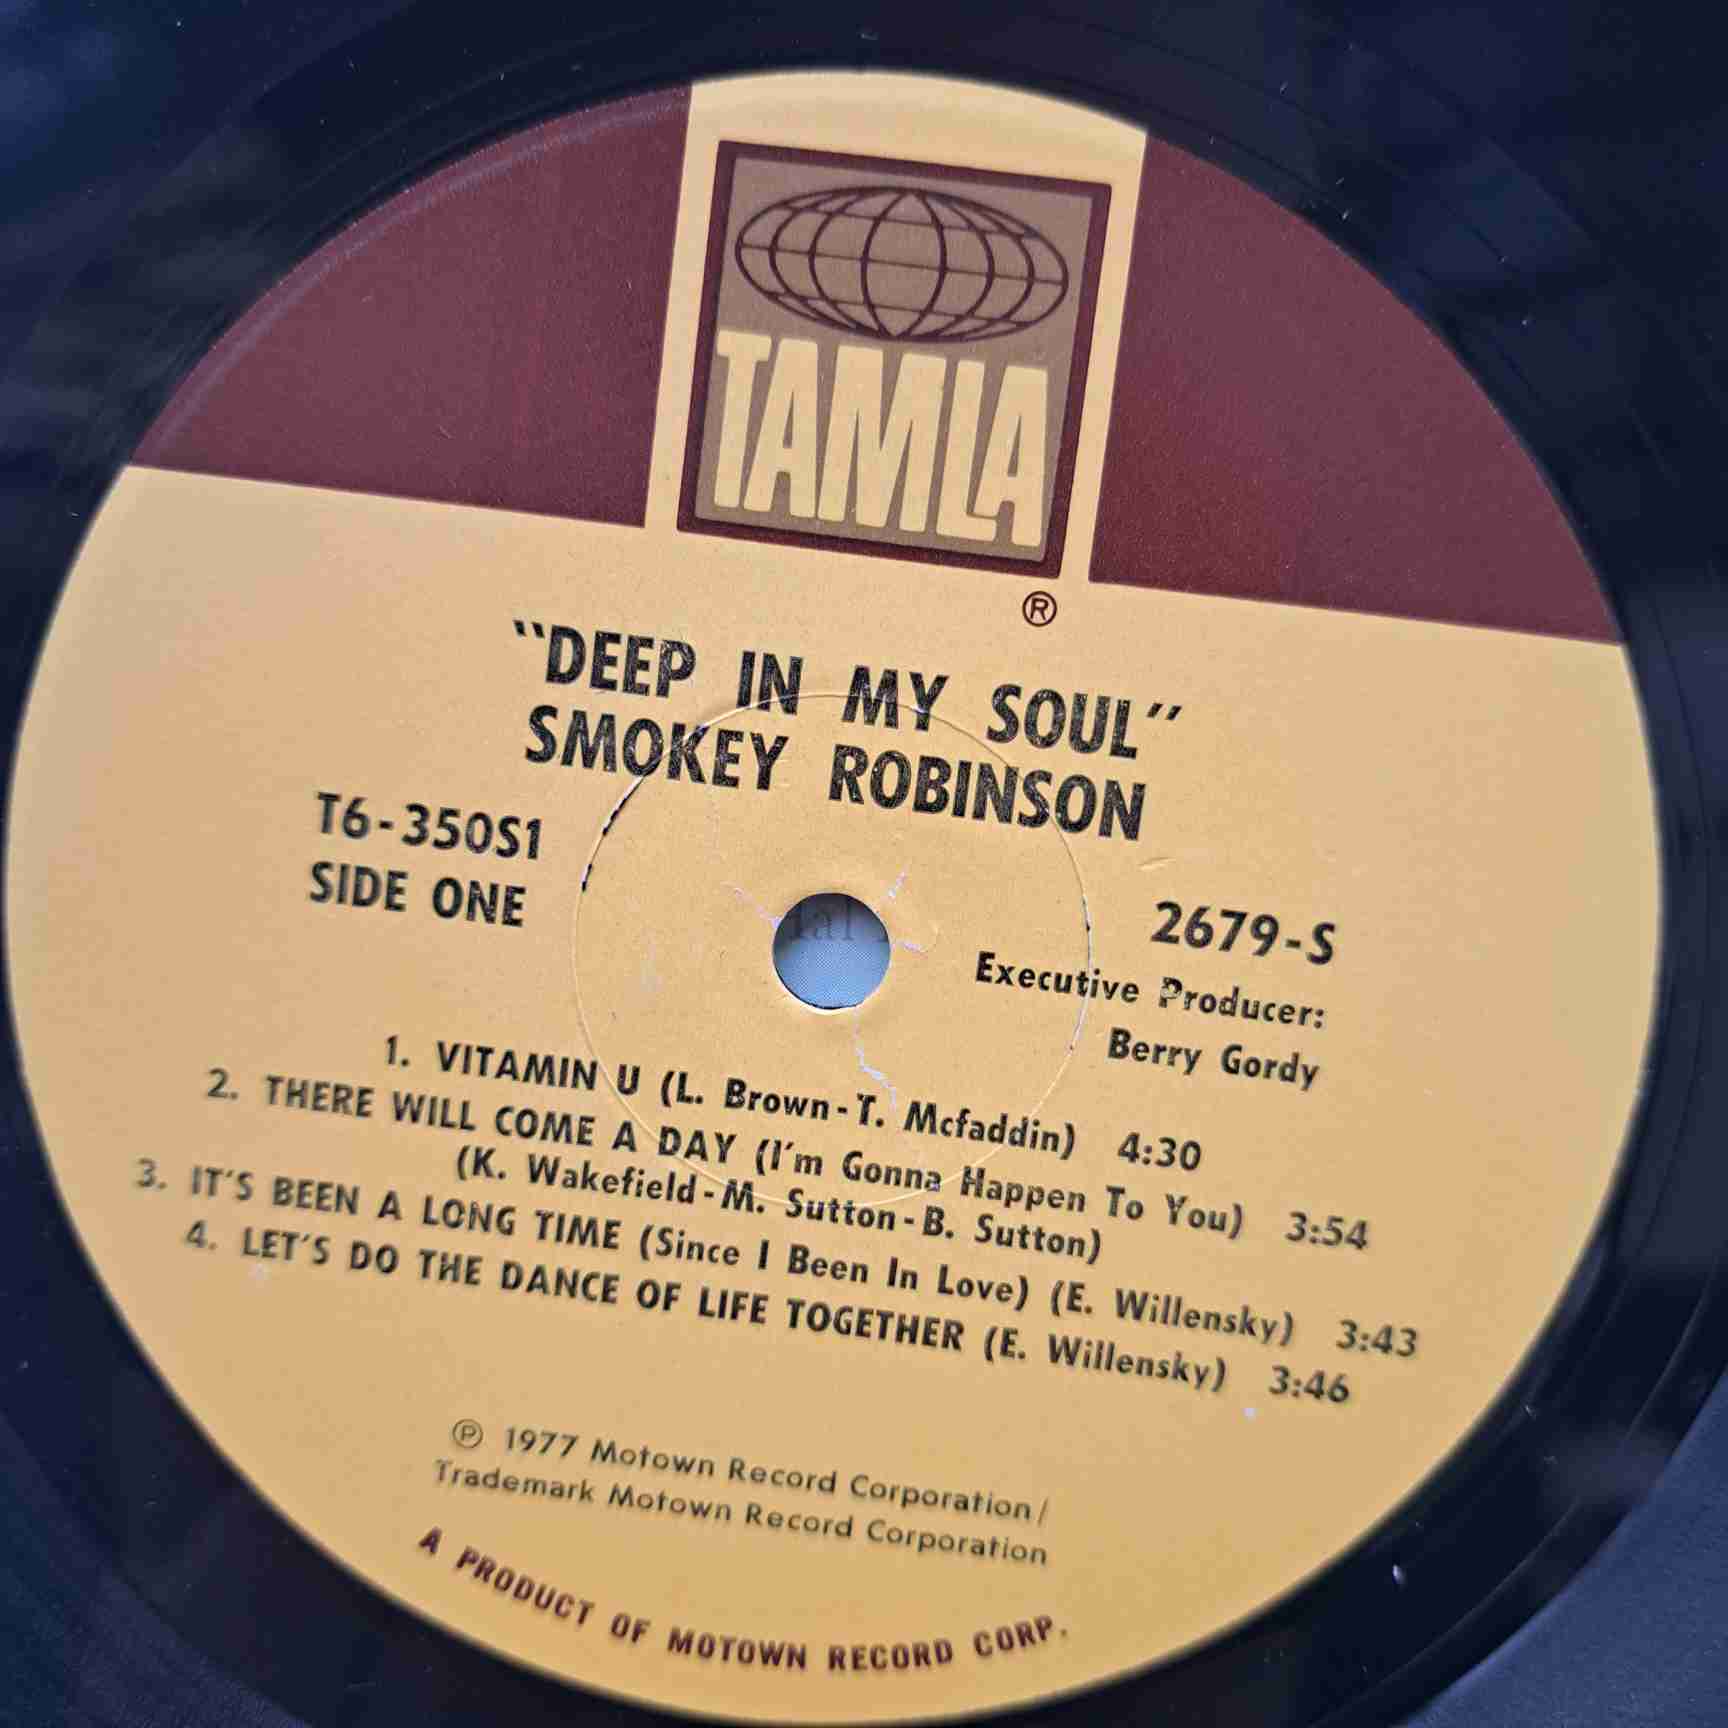 TAMLA
®
"DEEP IN MY SOUL"
SMOKEY ROBINSON
T6-350S1
SIDE ONE
2679-S
Executive Producer:
Berry Gordy
1. VITAMIN U (L. Brown-T. Mcfaddin) 4:30
2. THERE WILL COME A DAY (I'm Gonna Happen To You) 3:54
(K. Wakefield-M. Sutton-B. Sutton)
3. IT'S BEEN A LONG TIME (Since I Been In Love) (E. Willensky) 3:43
4. LET'S DO THE DANCE OF LIFE TOGETHER (E. Willensky) 3:46
℗ 1977 Motown Record Corporation/
Trademark Motown Record Corporation
A PRODUCT OF MOTOWN RECORD CORP.